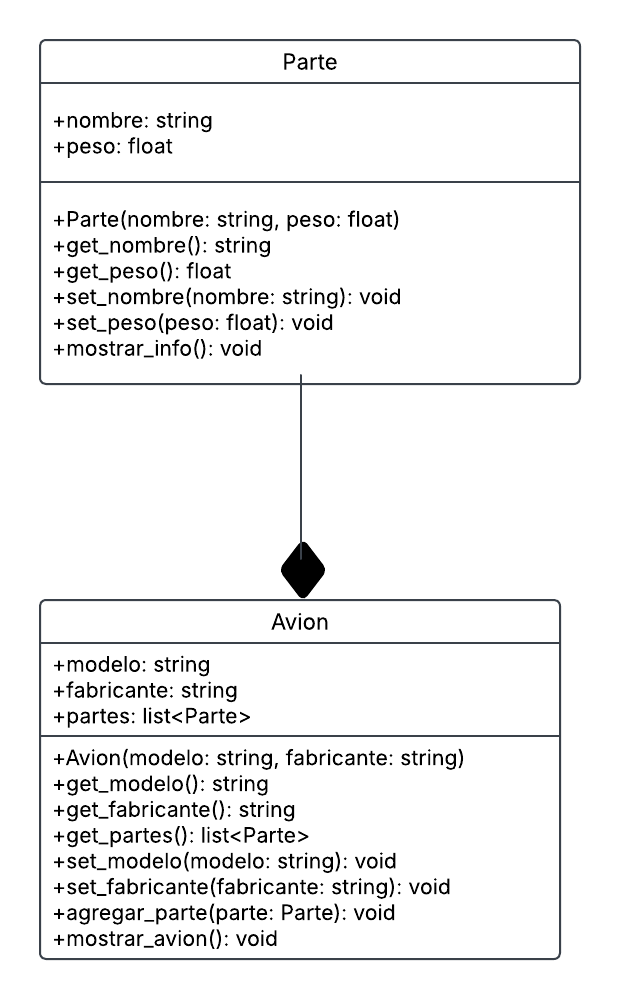 Parte
+nombre: string
+peso: float
+Parte(nombre: string, peso: float)
+get_nombre(): string
+get_peso(): float
+set_nombre(nombre: string): void
+set_peso(peso: float): void
+mostrar_info(): void
Avion
+modelo: string
+fabricante: string
+partes: list<Parte>
+Avion(modelo: string, fabricante: string)
+get_modelo(): string
+get_fabricante(): string
+get_partes(): list<Parte>
+set_modelo(modelo: string): void
+set_fabricante(fabricante: string): void
+agregar_parte(parte: Parte): void
+mostrar_avion(): void